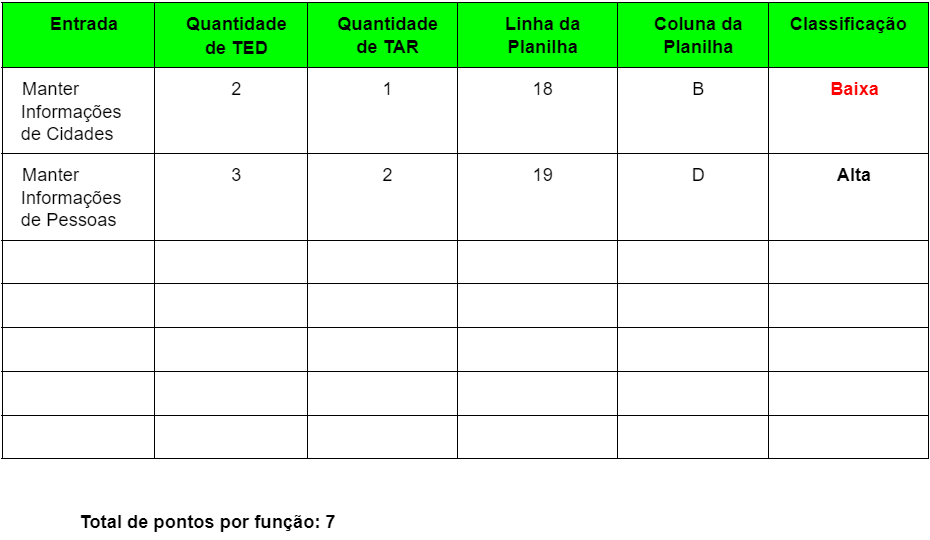 Entrada
Quantidade
de TED
Quantidade
de TAR
Linha da
Planilha
Coluna da
Planilha
Classificação
Manter
Informações
de Cidades
2
1
18
B
Baixa
Manter
Informações
de Pessoas
3
2
19
D
Alta
Total de pontos por função: 7